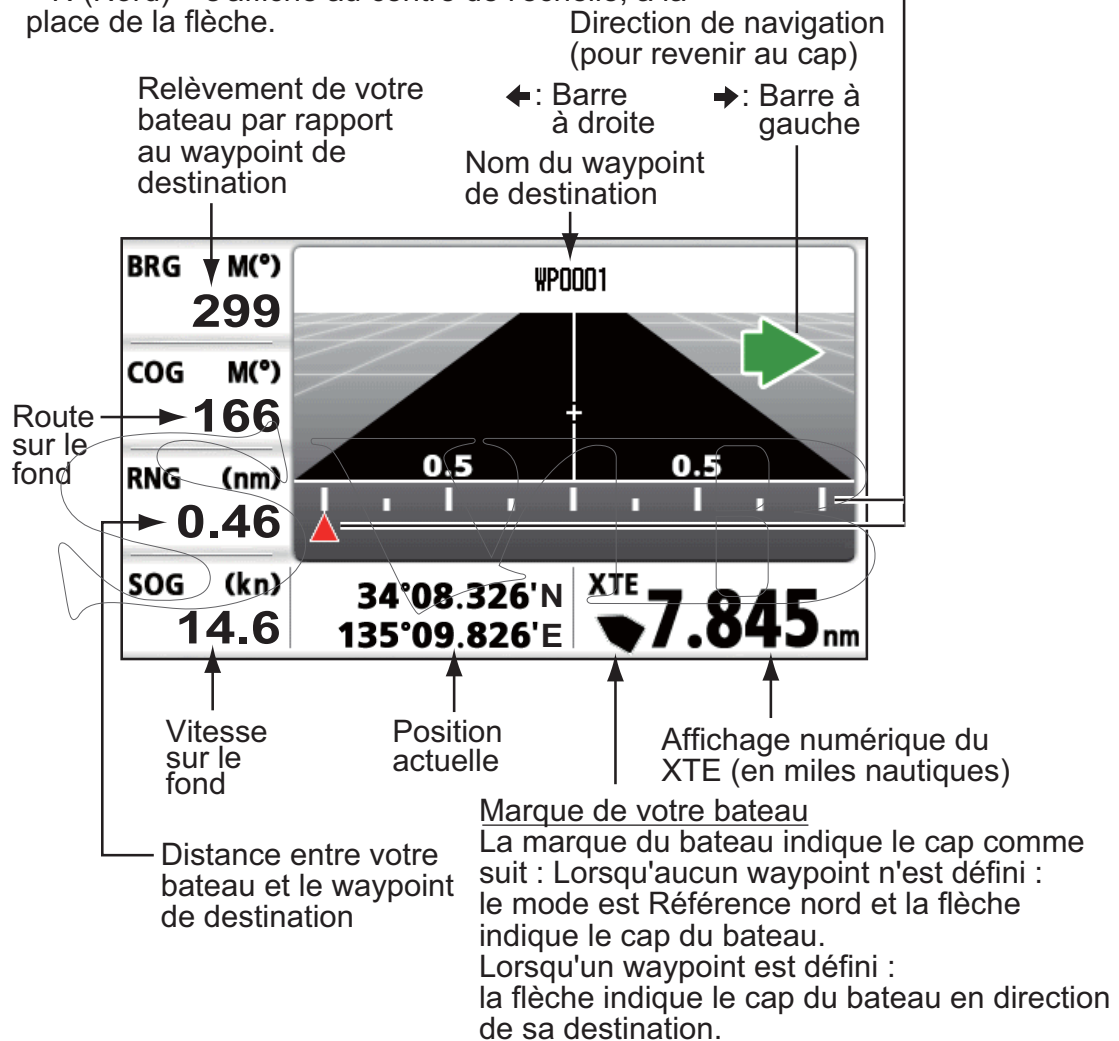 place de la flèche.
Direction de navigation
(pour revenir au cap)
: Barre
à droite
: Barre à
gauche
Relèvement de votre
bateau par rapport
au waypoint de
destination
Nom du waypoint
de destination
BRG M(°)
299
WP0001
COG M(°)
166
Route
sur le
fond
RNG (nm)
0.46
0.5 0.5
SOG (kn)
14.6
34°08.326'N
135°09.826'E
XTE
7.845nm
Vitesse
sur le
fond
Position
actuelle
Affichage numérique du
XTE (en miles nautiques)
Distance entre votre
bateau et le waypoint
de destination
Marque de votre bateau
La marque du bateau indique le cap comme
suit : Lorsqu'aucun waypoint n'est défini :
le mode est Référence nord et la flèche
indique le cap du bateau.
Lorsqu'un waypoint est défini :
la flèche indique le cap du bateau en direction
de sa destination.